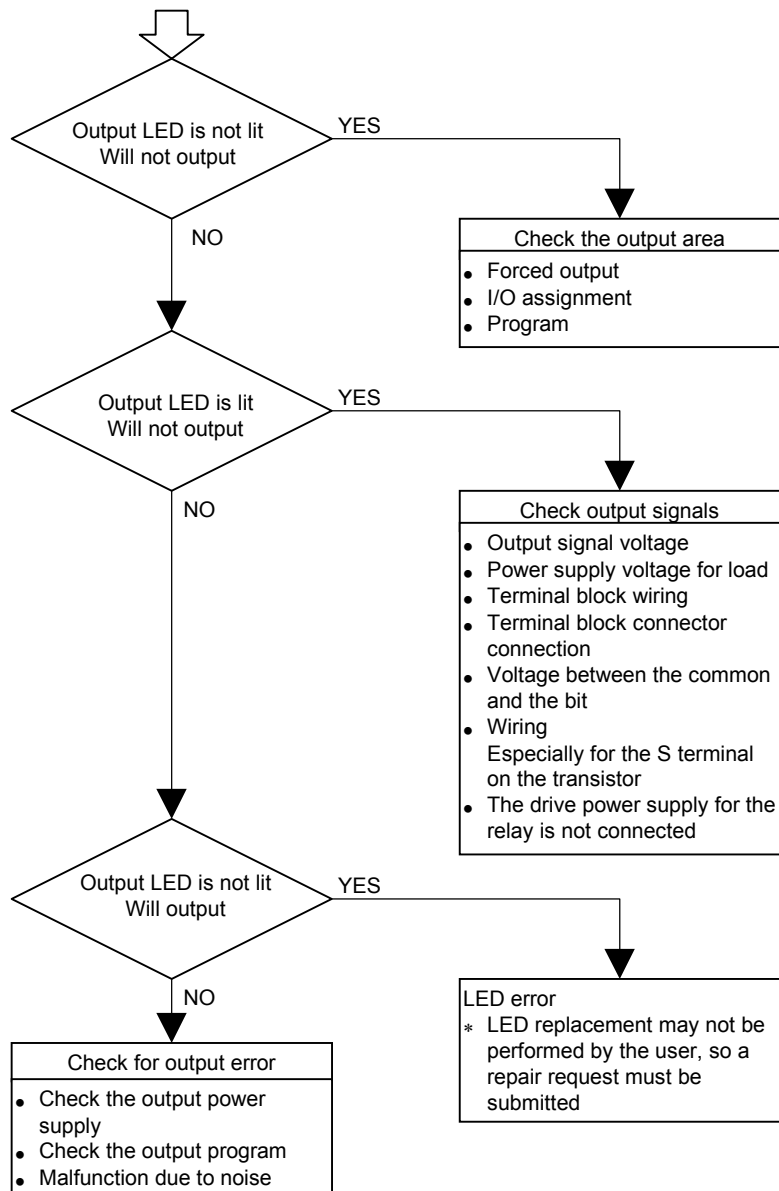 Output LED is not lit
Will not output
YES
NO
Check the output area
• Forced output
• I/O assignment
• Program
Output LED is lit
Will not output
YES
NO
Check output signals
• Output signal voltage
• Power supply voltage for load
• Terminal block wiring
• Terminal block connector
connection
• Voltage between the common
and the bit
• Wiring
Especially for the S terminal
on the transistor
• The drive power supply for the
relay is not connected
Output LED is not lit
Will output
YES
NO
LED error
* LED replacement may not be
performed by the user, so a
repair request must be
submitted
Check for output error
• Check the output power
supply
• Check the output program
• Malfunction due to noise